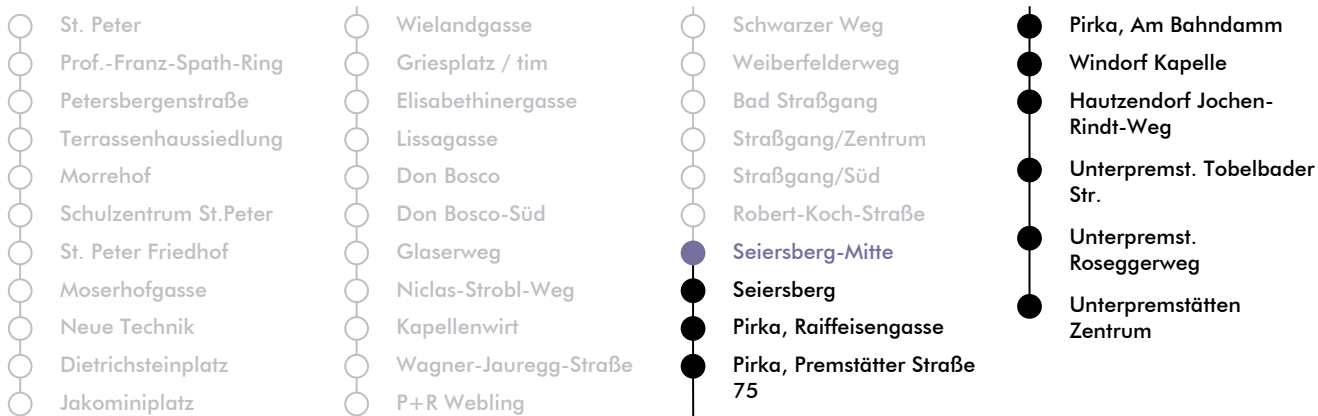 St. Peter
Prof.-Franz-Spath-Ring
Petersbergenstraße
Terrassenhaussiedlung
Morrehof
Schulzentrum St.Peter
St. Peter Friedhof
Moserhofgasse
Neue Technik
Dietrichsteinplatz
Jakominiplatz
Wielandgasse
Griesplatz / tim
Elisabethinergasse
Lissagasse
Don Bosco
Don Bosco-Süd
Glaserweg
Niclas-Strobl-Weg
Kapellenwirt
Wagner-Jauregg-Straße
P+R Webling
Schwarzer Weg
Weiberfelderweg
Bad Straßgang
Straßgang/Zentrum
Straßgang/Süd
Robert-Koch-Straße
Seiersberg-Mitte
Seiersberg
Pirka, Raiffeisengasse
Pirka, Premstätter Straße
75
Pirka, Am Bahndamm
Windorf Kapelle
Hautzendorf Jochen-
Rindt-Weg
Unterpremst. Tobelbader
Str.
Unterpremst.
Roseggerweg
Unterpremstätten
Zentrum